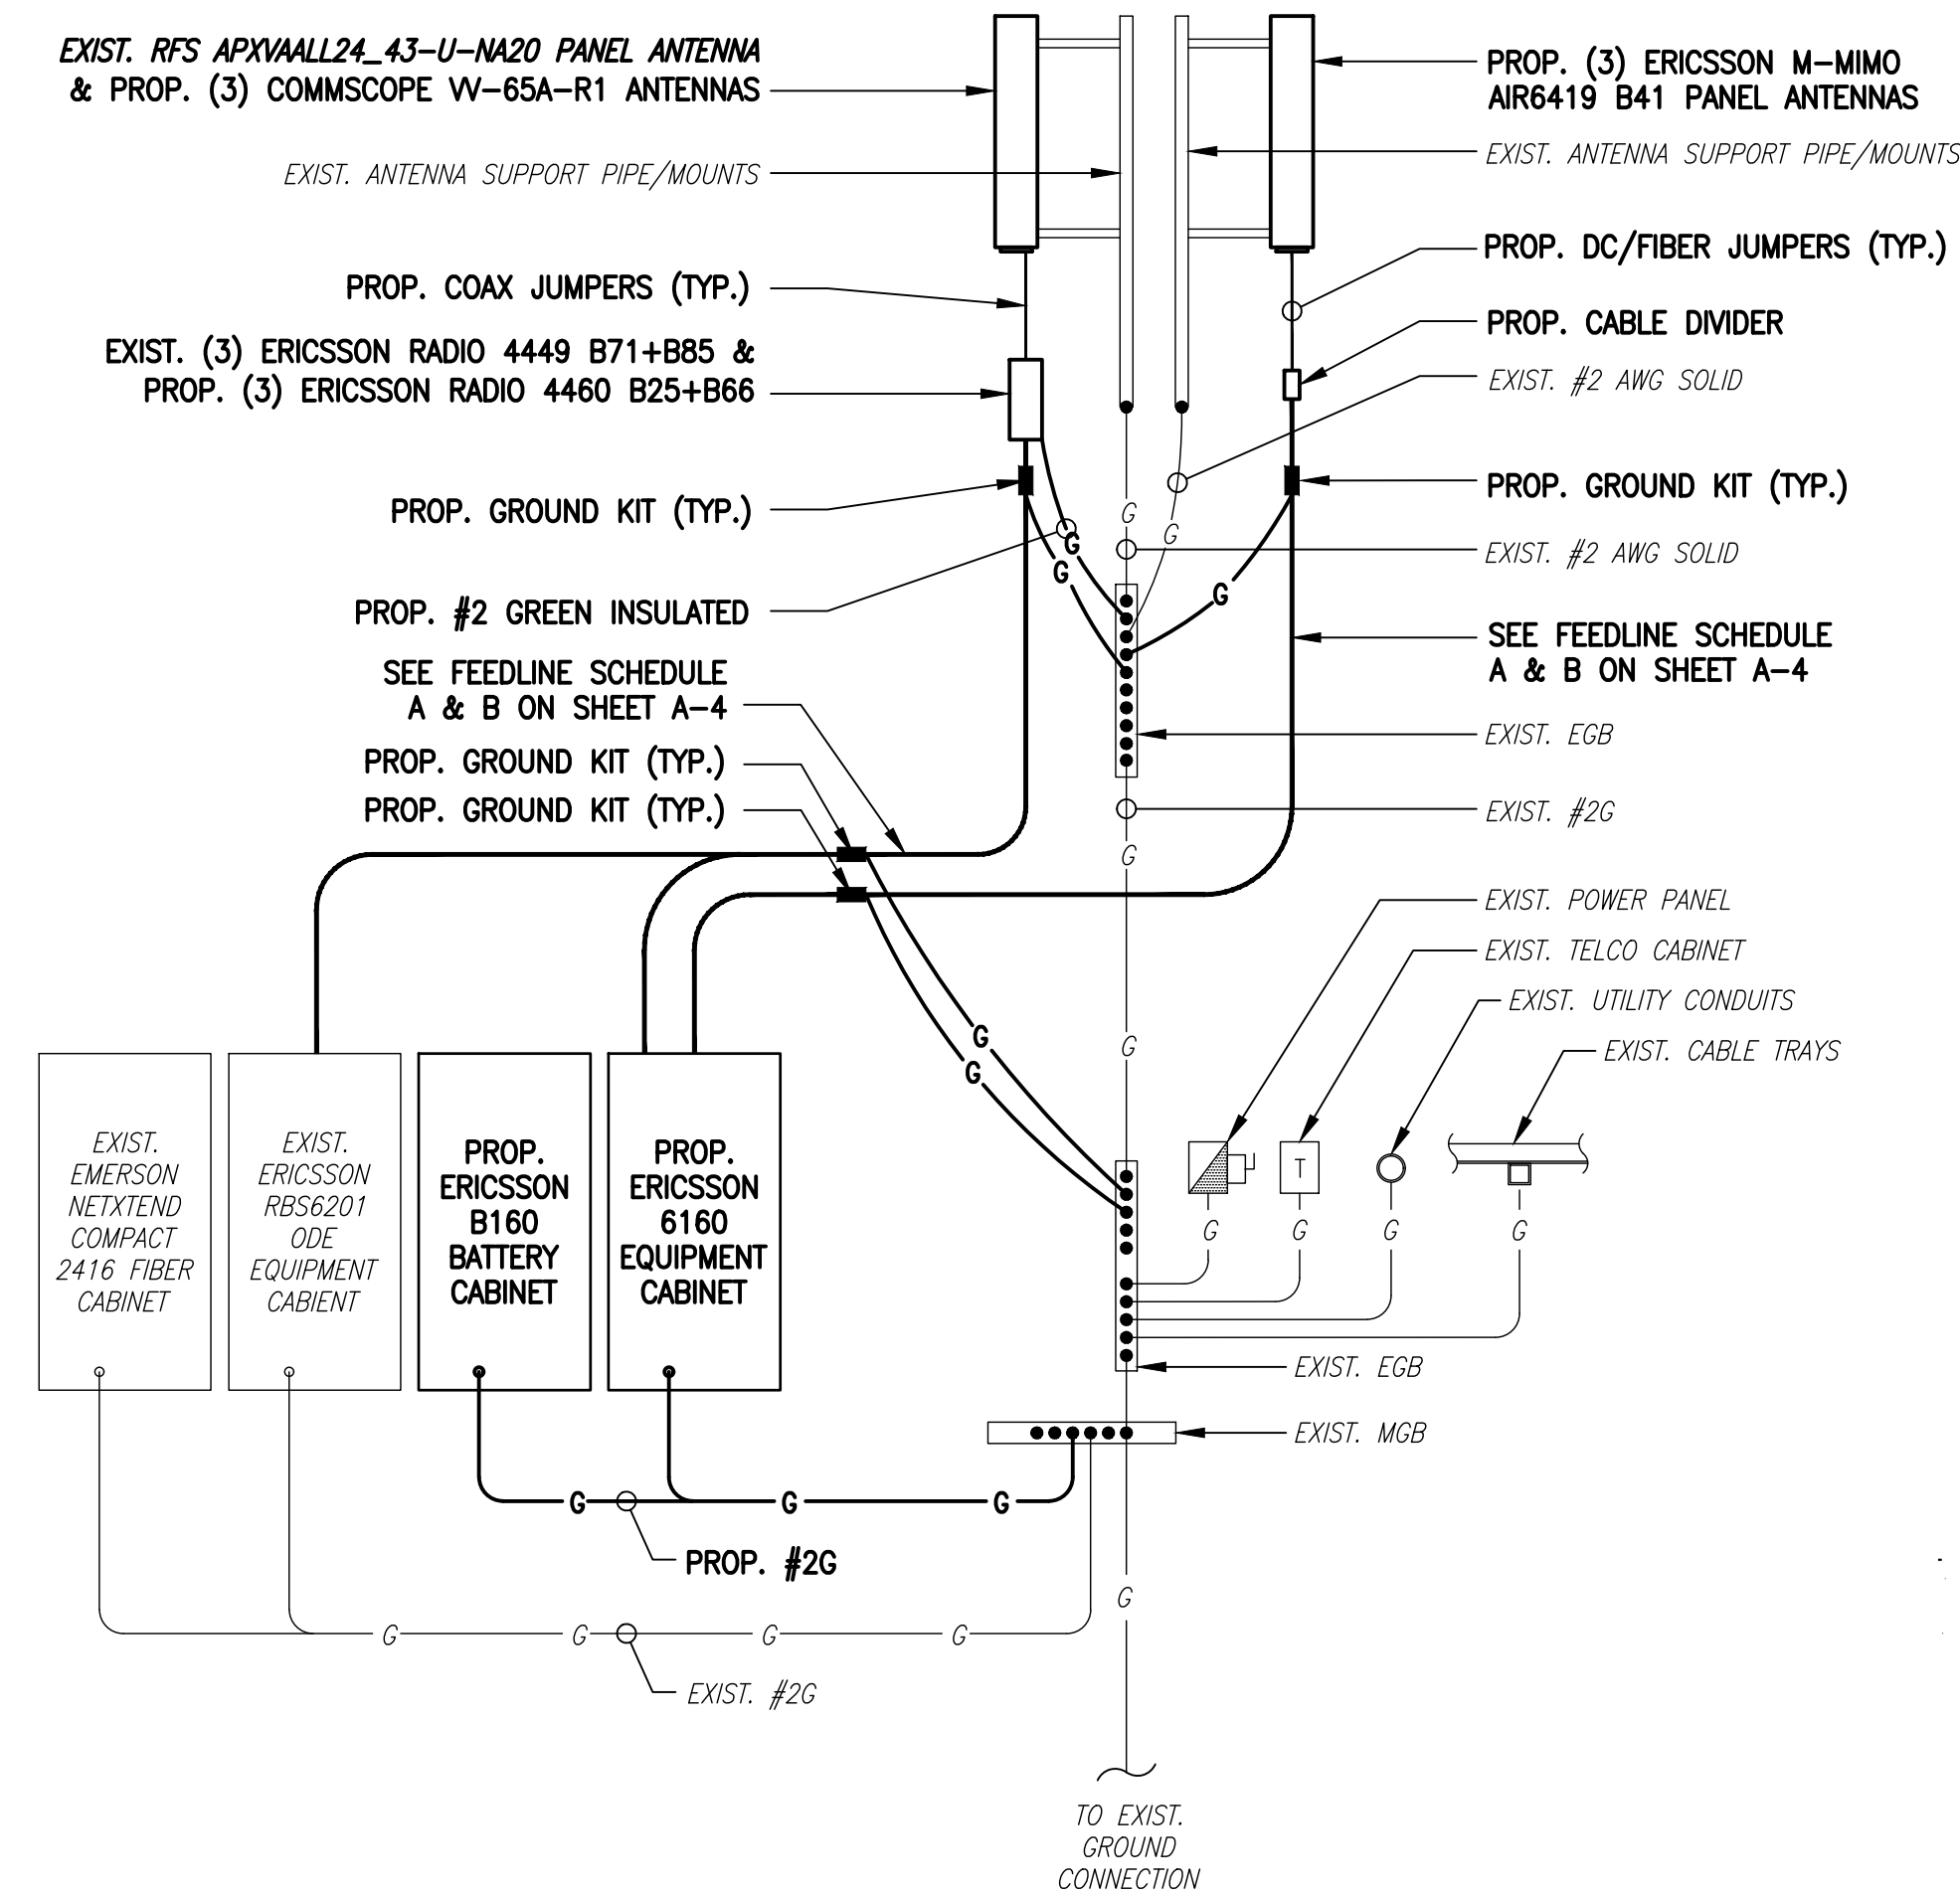 EXIST. RFS APXVAALL24_43-U-NA20 PANEL ANTENNA
& PROP. (3) COMMSCOPE VV-65A-R1 ANTENNAS
EXIST. ANTENNA SUPPORT PIPE/MOUNTS
PROP. COAX JUMPERS (TYP.)
EXIST. (3) ERICSSON RADIO 4449 B71+B85 &
PROP. (3) ERICSSON RADIO 4460 B25+B66
PROP. GROUND KIT (TYP.)
PROP. #2 GREEN INSULATED
SEE FEEDLINE SCHEDULE
A & B ON SHEET A-4
PROP. GROUND KIT (TYP.)
PROP. GROUND KIT (TYP.)
PROP. (3) ERICSSON M-MIMO
AIR6419 B41 PANEL ANTENNAS
EXIST. ANTENNA SUPPORT PIPE/MOUNTS
PROP. DC/FIBER JUMPERS (TYP.)
PROP. CABLE DIVIDER
EXIST. #2 AWG SOLID
PROP. GROUND KIT (TYP.)
EXIST. #2 AWG SOLID
SEE FEEDLINE SCHEDULE
A & B ON SHEET A-4
EXIST. EGB
EXIST. #2G
EXIST. POWER PANEL
EXIST. TELCO CABINET
EXIST. UTILITY CONDUITS
EXIST. CABLE TRAYS
G
G
G
G
G
G
G
G
G
T
G
G
G
G
EXIST.
EMERSON
NETXTEND
COMPACT
2416 FIBER
CABINET
EXIST.
ERICSSON
RBS6201
ODE
EQUIPMENT
CABIENT
PROP.
ERICSSON
B160
BATTERY
CABINET
PROP.
ERICSSON
6160
EQUIPMENT
CABINET
EXIST. EGB
EXIST. MGB
G
G
G
PROP. #2G
G
G
G
G
G
EXIST. #2G
TO EXIST.
GROUND
CONNECTION